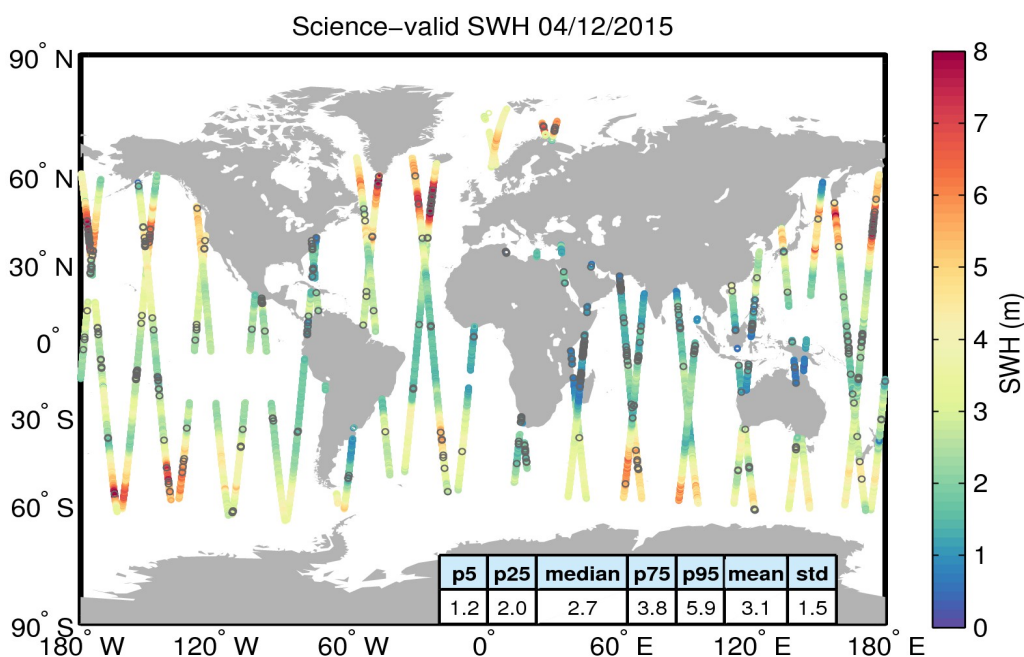 Science−valid SWH 04/12/2015
90° N
60° N
30° N
0°
30° S
60° S
90° S
180° W
120° W
60° W
0°
60° E
120° E
180° E
p5 p25 median p75 p95 mean std
1.2 2.0 2.7 3.8 5.9 3.1 1.5
8
7
6
5
4
3
2
1
0
SWH (m)